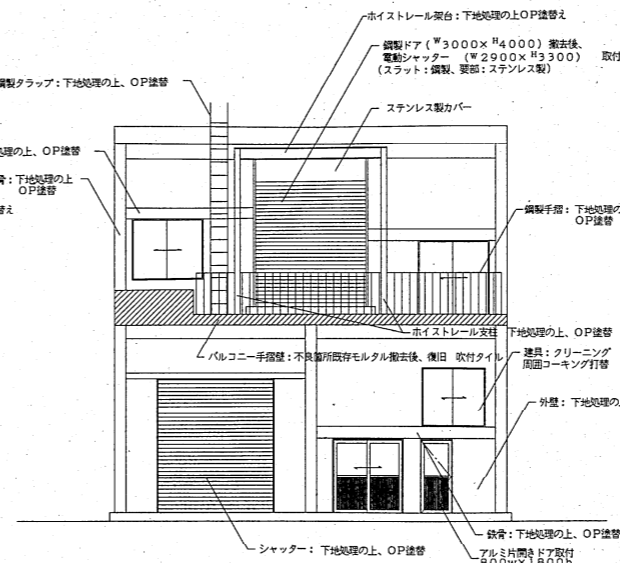 ホイストレール架台：下地処理の上OP塗替え
鋼製ドア（W3000×H4000）撤去後、
電動シャッター （W2900×H3300） 取付
（スラット：鋼製、要部：ステンレス製）
鋼製タラップ：下地処理の上、OP塗替
ステンレス製カバー
処理の上、OP塗替
骨：下地処理の上
OP塗替
替え
鋼製手摺：下地処理の
OP塗替
ホイストレール支柱 下地処理の上、OP塗替
バルコニー手摺壁：不良箇所既存モルタル撤去後、復旧 吹付タイル
建具：クリーニング
周囲コーキング打替
外壁：下地処理の
鉄骨：下地処理の上、OP塗替
シャッター： 下地処理の上、OP塗替
アルミ片開きドア取付
800w×1800h